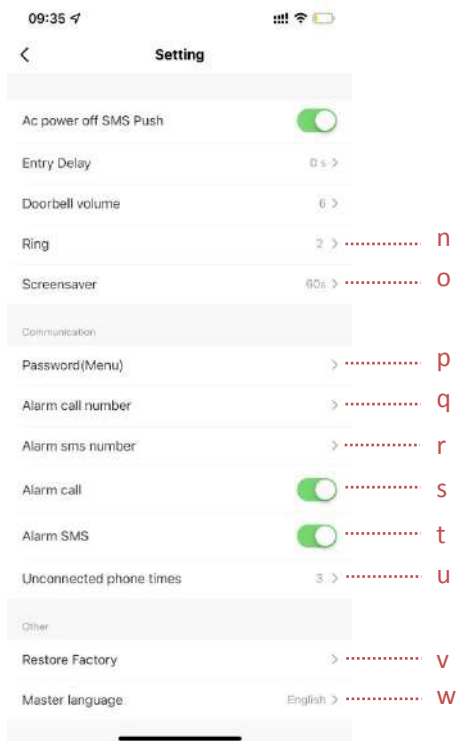 09:35
Setting
Ac power off SMS Push
Entry Delay 0 s >
Doorbell volume 6 >
Ring 2 > n
Screensaver 60s > o
Communication
Password(Menu) > p
Alarm call number > q
Alarm sms number > r
Alarm call s
Alarm SMS t
Unconnected phone times 3 > u
Other
Restore Factory > v
Master language English > w